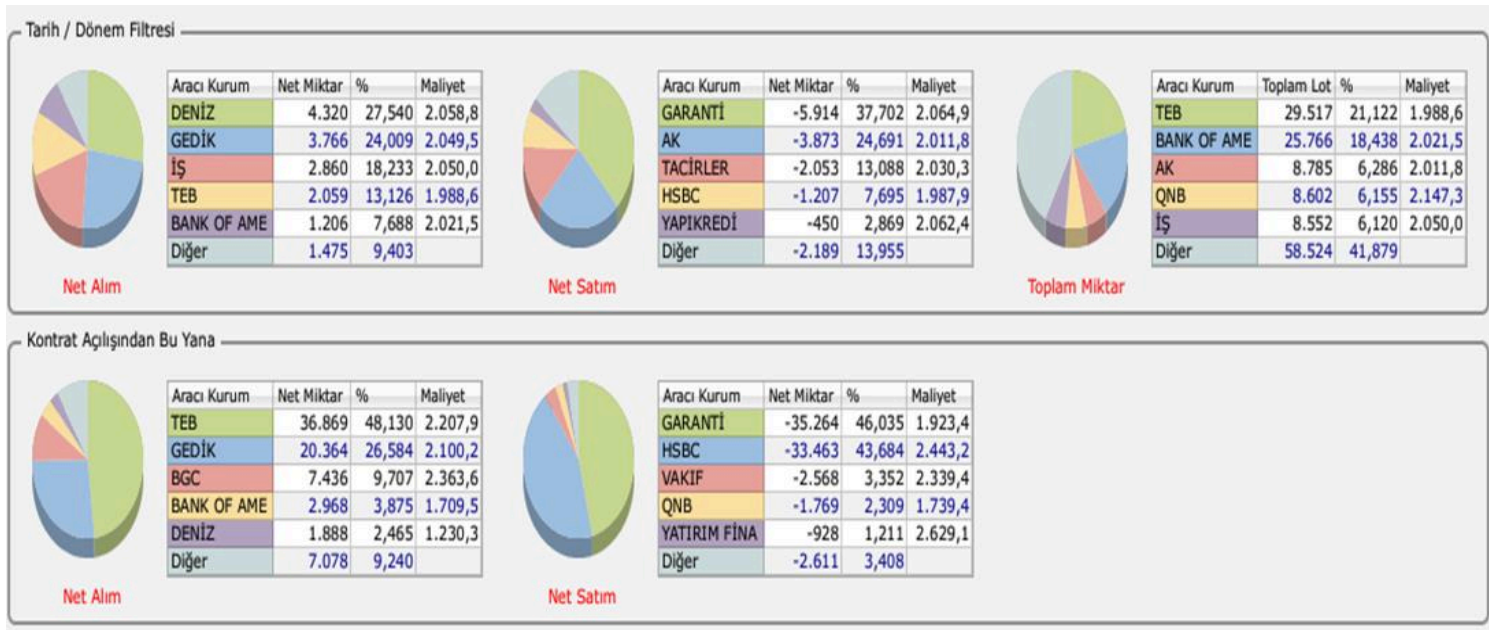 Tarih / Dönem Filtresi
Aracı Kurum Net Miktar % Maliyet
DENİZ 4.320 27,540 2.058,8
GEDİK 3.766 24,009 2.049,5
İŞ 2.860 18,233 2.050,0
TEB 2.059 13,126 1.988,6
BANK OF AME 1.206 7,688 2.021,5
Diğer 1.475 9,403
Net Alım
Aracı Kurum Net Miktar % Maliyet
GARANTİ -5.914 37,702 2.064,9
AK -3.873 24,691 2.011,8
TACİRLER -2.053 13,088 2.030,3
HSBC -1.207 7,695 1.987,9
YAPIKREDİ -450 2,869 2.062,4
Diğer -2.189 13,955
Net Satım
Aracı Kurum Toplam Lot % Maliyet
TEB 29.517 21,122 1.988,6
BANK OF AME 25.766 18,438 2.021,5
AK 8.785 6,286 2.011,8
QNB 8.602 6,155 2.147,3
İŞ 8.552 6,120 2.050,0
Diğer 58.524 41,879
Toplam Miktar
Kontrat Açılışından Bu Yana
Aracı Kurum Net Miktar % Maliyet
TEB 36.869 48,130 2.207,9
GEDİK 20.364 26,584 2.100,2
BGC 7.436 9,707 2.363,6
BANK OF AME 2.968 3,875 1.709,5
DENİZ 1.888 2,465 1.230,3
Diğer 7.078 9,240
Net Alım
Aracı Kurum Net Miktar % Maliyet
GARANTİ -35.264 46,035 1.923,4
HSBC -33.463 43,684 2.443,2
VAKIF -2.568 3,352 2.339,4
QNB -1.769 2,309 1.739,4
YATIRIM FİNA -928 1,211 2.629,1
Diğer -2.611 3,408
Net Satım